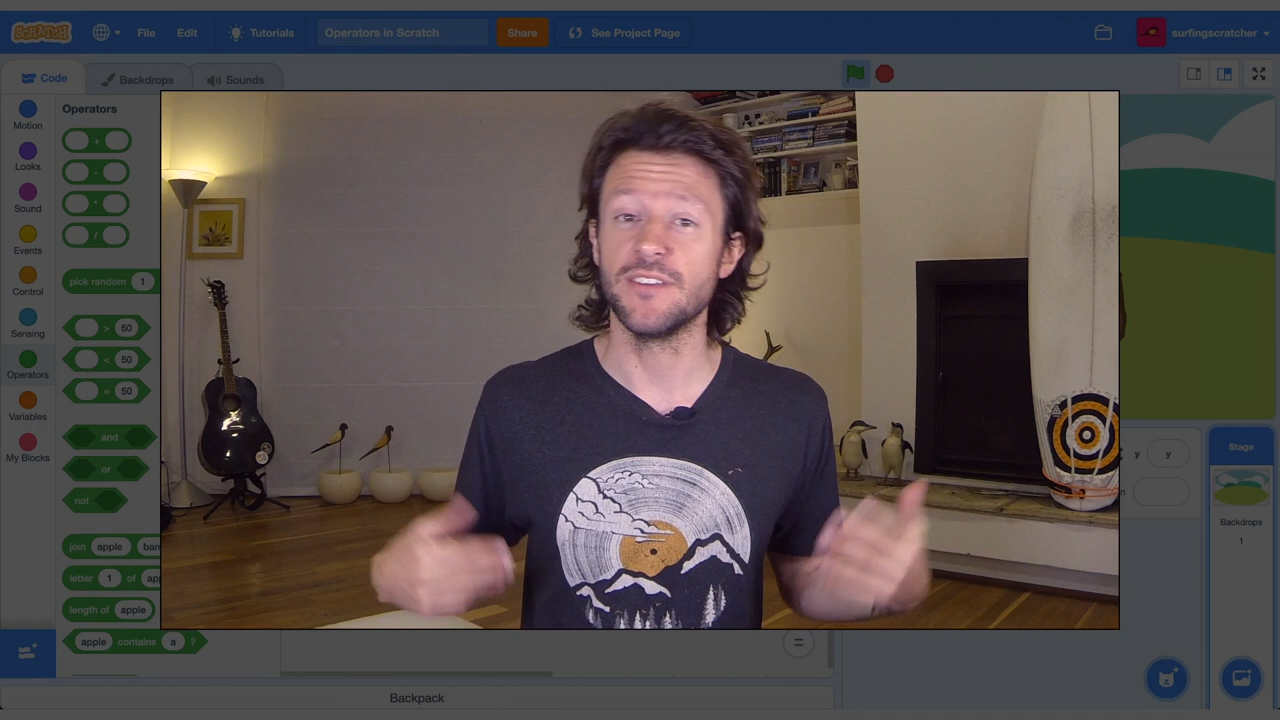 SCRATCH
File
Edit
Tutorials
Operators in Scratch
Share
See Project Page
surfingscratcher
Code
Backdrops
Sounds
Motion
Looks
Sound
Events
Control
Sensing
Operators
Variables
My Blocks
Operators
+
-
*
/
pick random 1
> 50
< 50
= 50
and
or
not
join apple ban
letter 1 of ap
length of apple
apple contains a ?
=
Backpack
y y
n
Stage
Backdrops
1